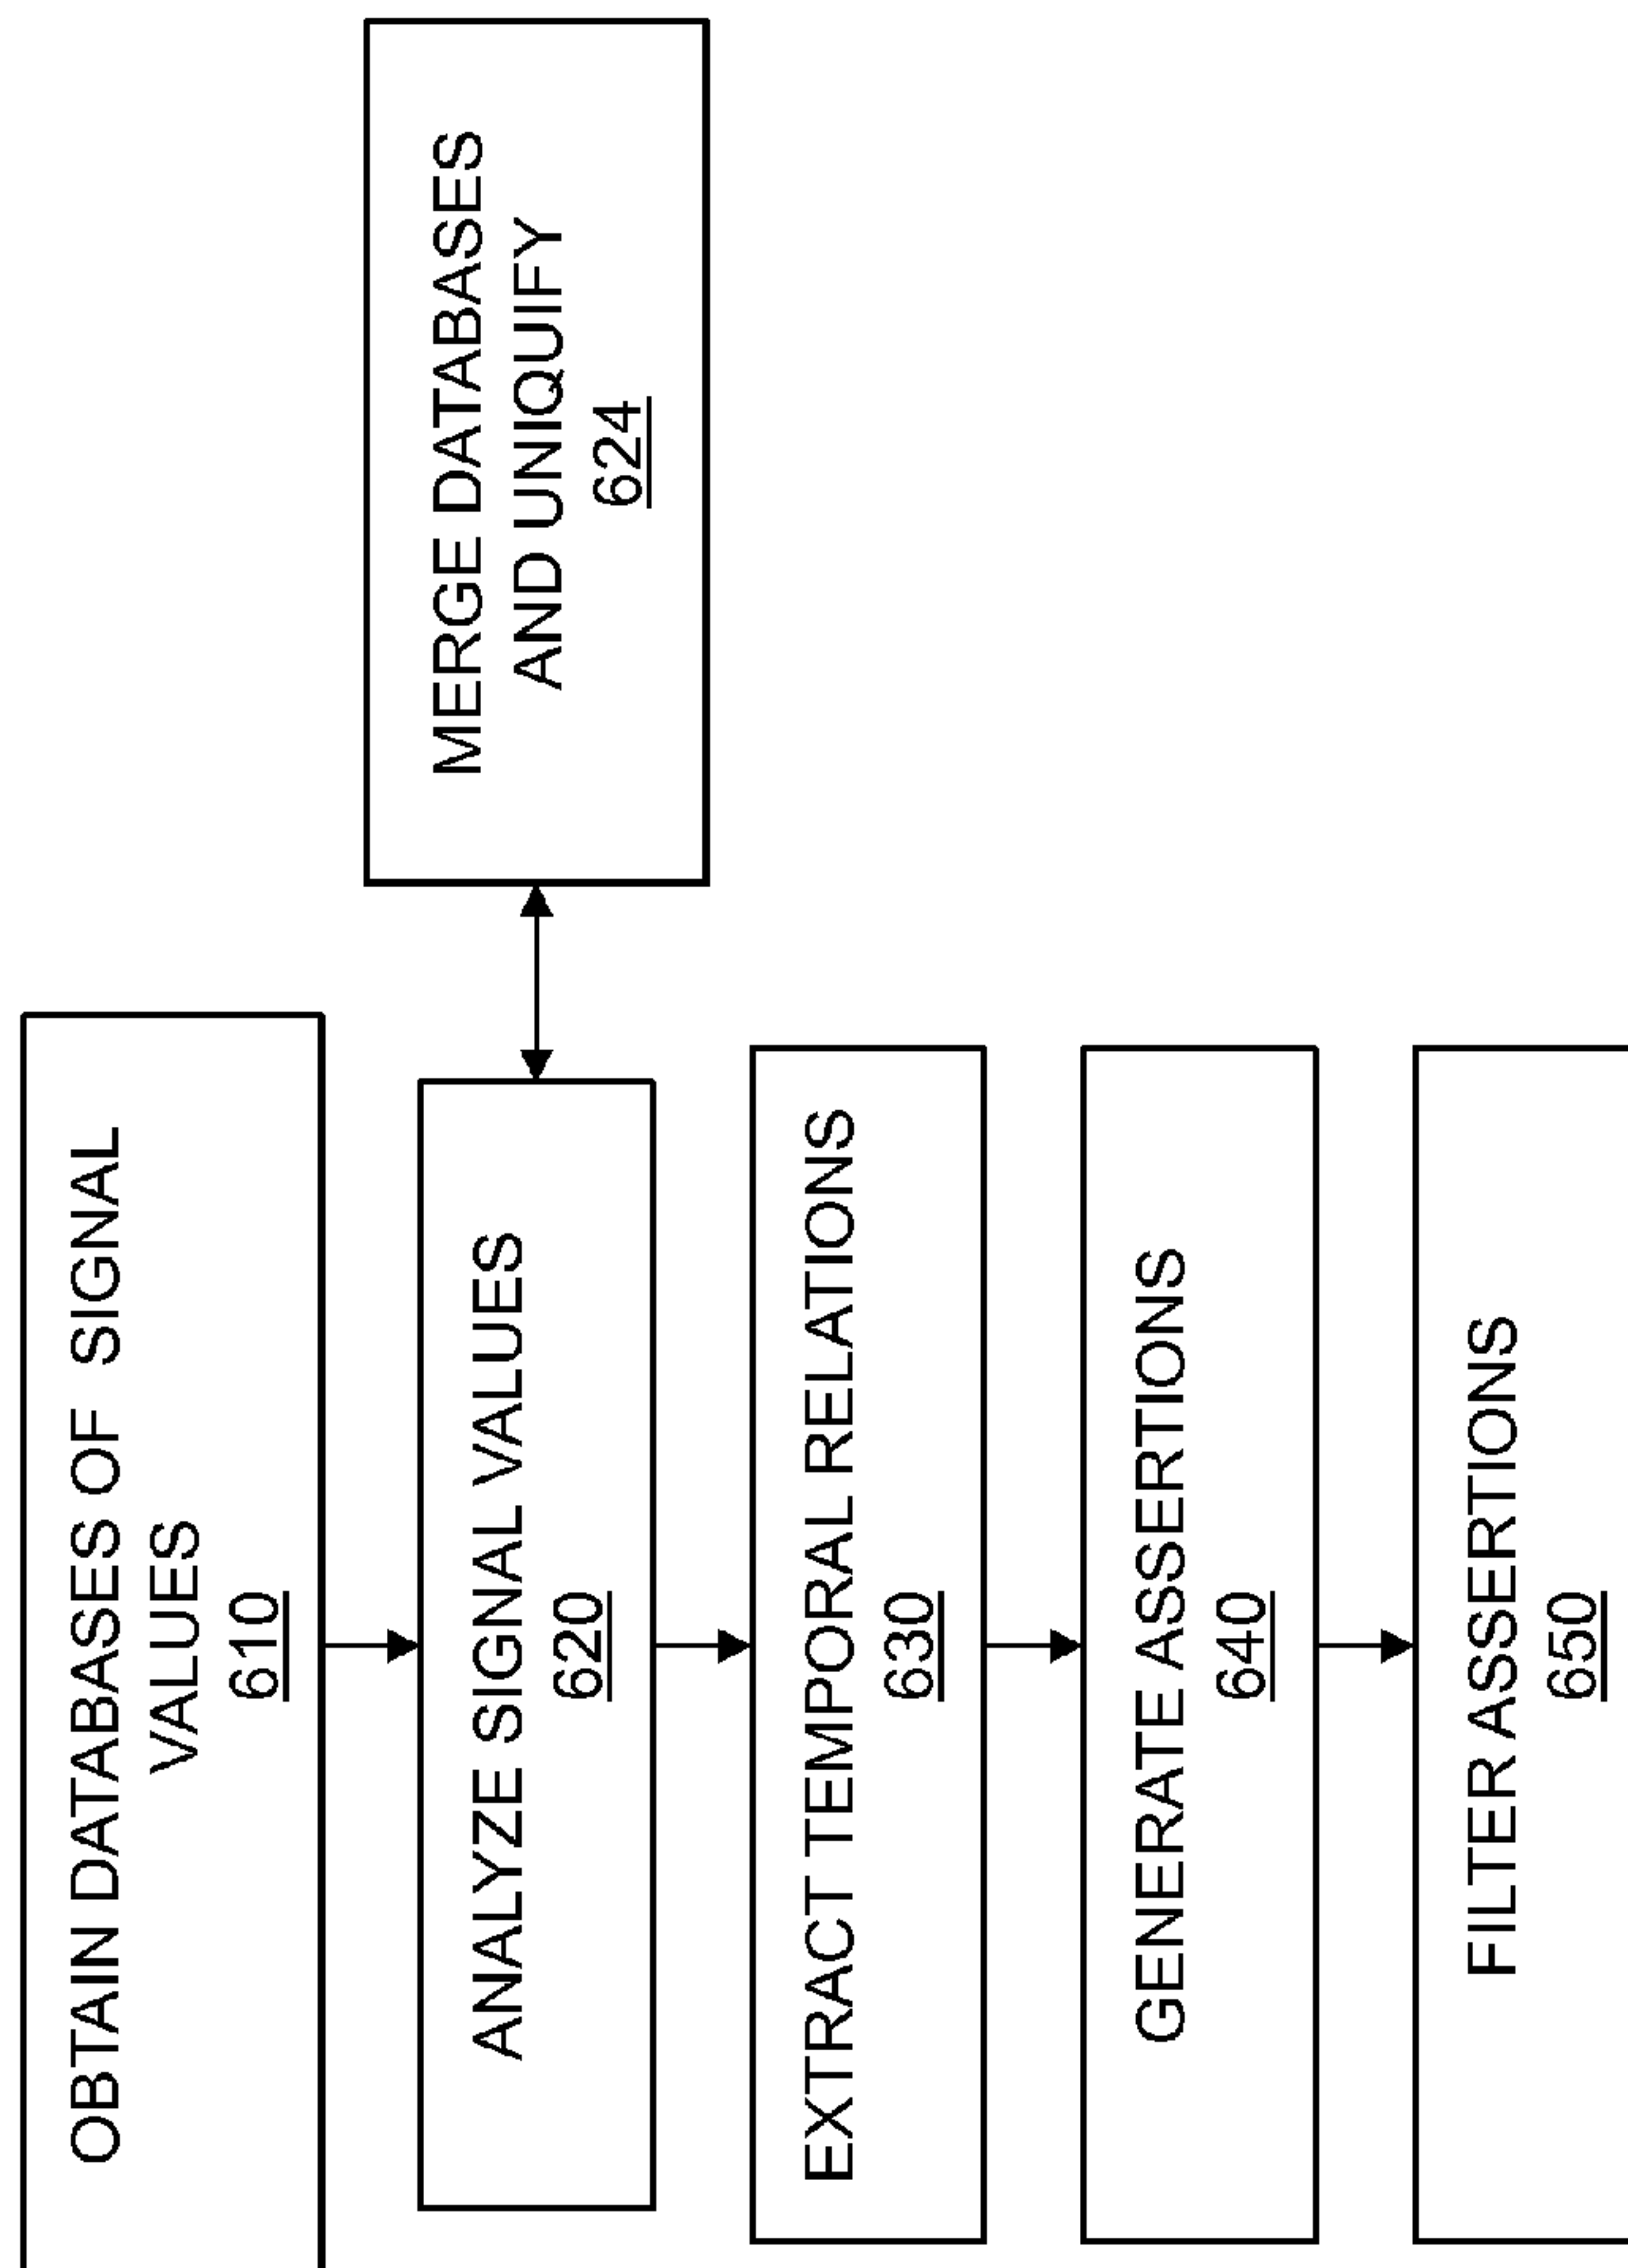 OBTAIN DATABASES OF SIGNAL
VALUES
610
ANALYZE SIGNAL VALUES
620
MERGE DATABASES
AND UNIQUIFY
624
EXTRACT TEMPORAL RELATIONS
630
GENERATE ASSERTIONS
640
FILTER ASSERTIONS
650